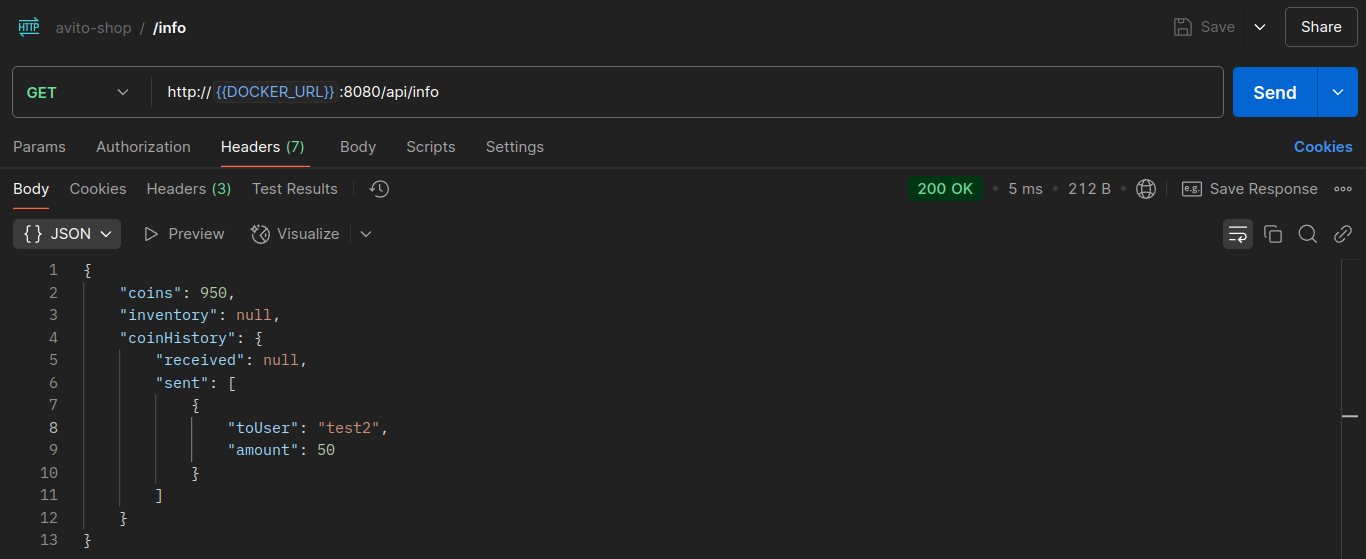 HTTP avito-shop / /info Save Share
GET http:// {{DOCKER_URL}} :8080/api/info Send
Params Authorization Headers (7) Body Scripts Settings Cookies
Body Cookies Headers (3) Test Results 200 OK • 5 ms • 212 B • e.g. Save Response
{} JSON Preview Visualize
1 {
2 "coins": 950,
3 "inventory": null,
4 "coinHistory": {
5 "received": null,
6 "sent": [
7 {
8 "toUser": "test2",
9 "amount": 50
10 }
11 ]
12 }
13 }